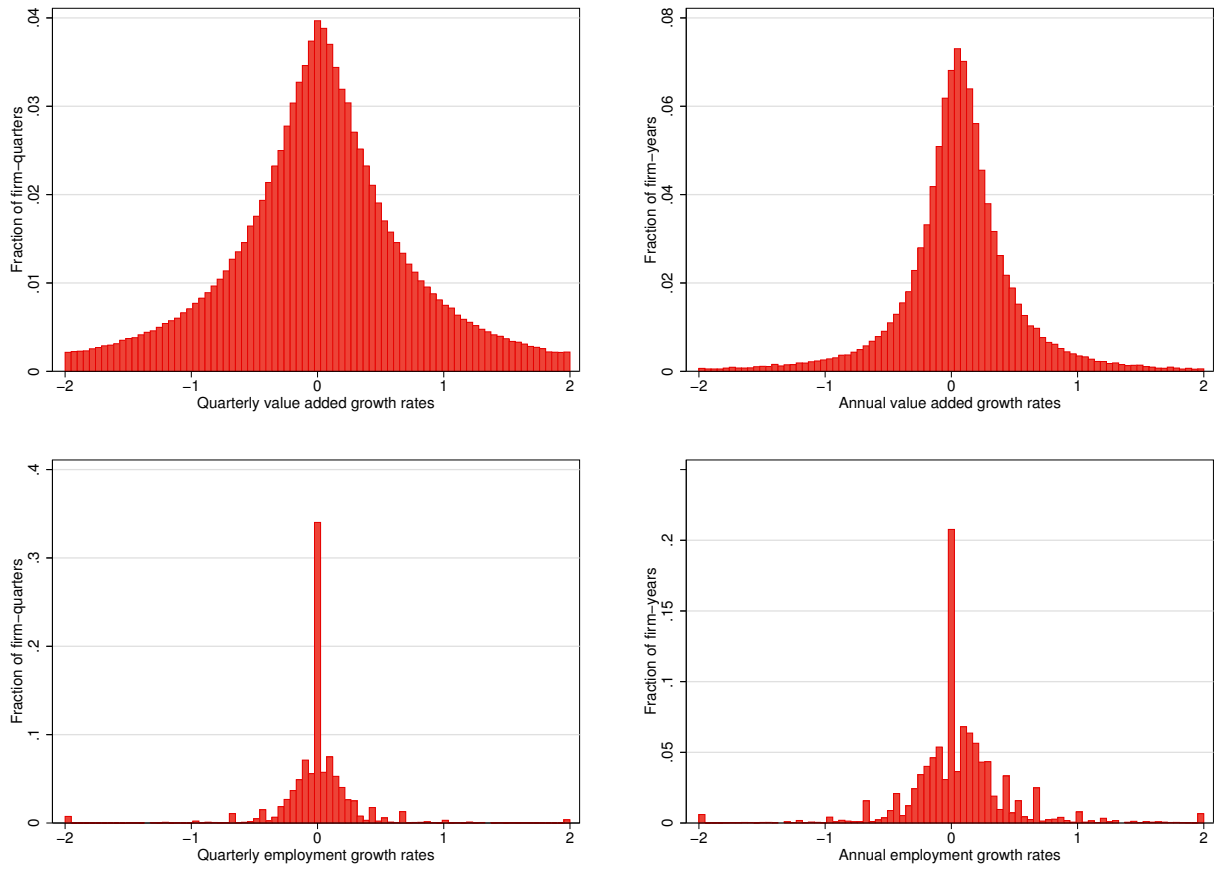 .04
.03
.02
.01
0
Fraction of firm−quarters
−2 −1 0 1 2
Quarterly value added growth rates
.08
.06
.04
.02
0
Fraction of firm−years
−2 −1 0 1 2
Annual value added growth rates
.4
.3
.2
.1
0
Fraction of firm−quarters
−2 −1 0 1 2
Quarterly employment growth rates
.2
.15
.1
.05
0
Fraction of firm−years
−2 −1 0 1 2
Annual employment growth rates